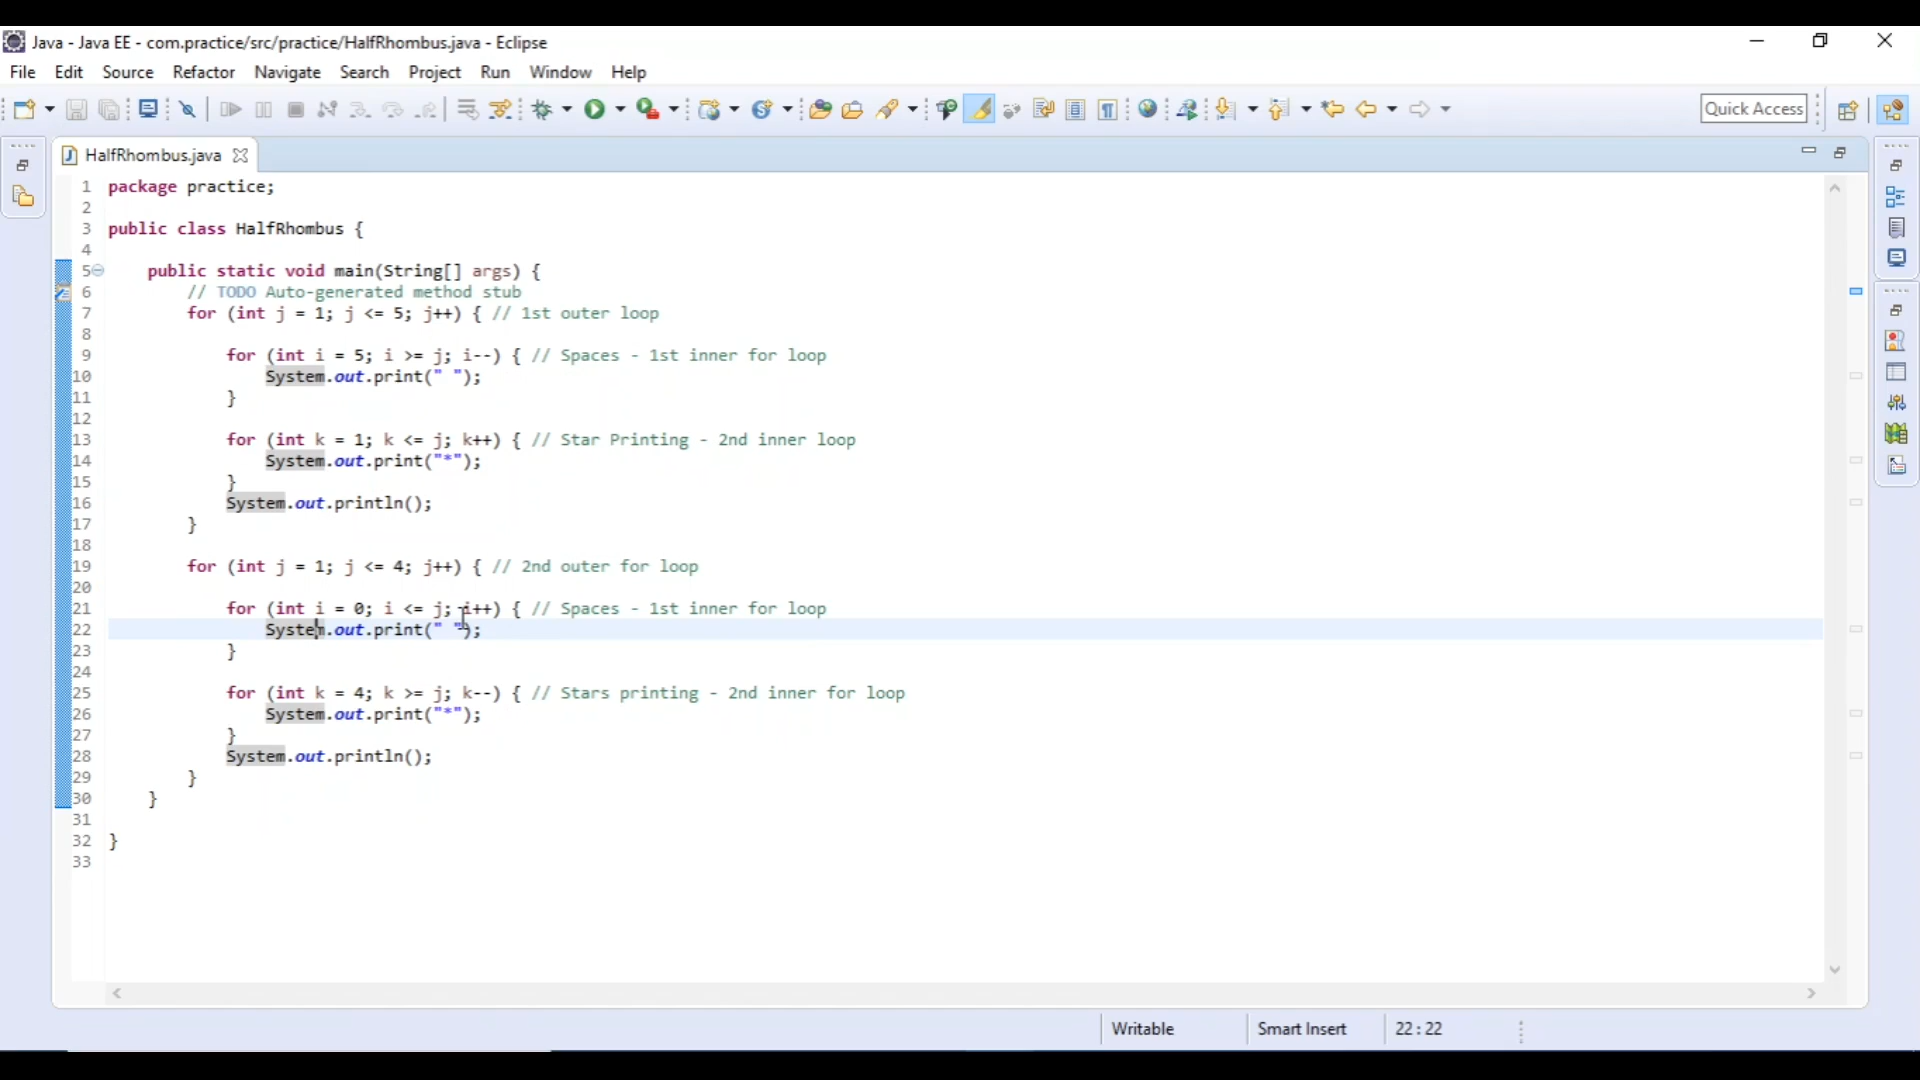 Java - Java EE - com.practice/src/practice/HalfRhombus.java - Eclipse
File Edit Source Refactor Navigate Search Project Run Window Help
Quick Access
HalfRhombus.java
1 package practice;
2
3 public class HalfRhombus {
4
5 public static void main(String[] args) {
6 // TODO Auto-generated method stub
7 for (int j = 1; j <= 5; j++) { // 1st outer loop
8
9 for (int i = 5; i >= j; i--) { // Spaces - 1st inner for loop
10 System.out.print(" ");
11 }
12
13 for (int k = 1; k <= j; k++) { // Star Printing - 2nd inner loop
14 System.out.print("*");
15 }
16 System.out.println();
17 }
18
19 for (int j = 1; j <= 4; j++) { // 2nd outer for loop
20
21 for (int i = 0; i <= j; i++) { // Spaces - 1st inner for loop
22 System.out.print(" ");
23 }
24
25 for (int k = 4; k >= j; k--) { // Stars printing - 2nd inner for loop
26 System.out.print("*");
27 }
28 System.out.println();
29 }
30 }
31
32 }
33
Writable Smart Insert 22 : 22